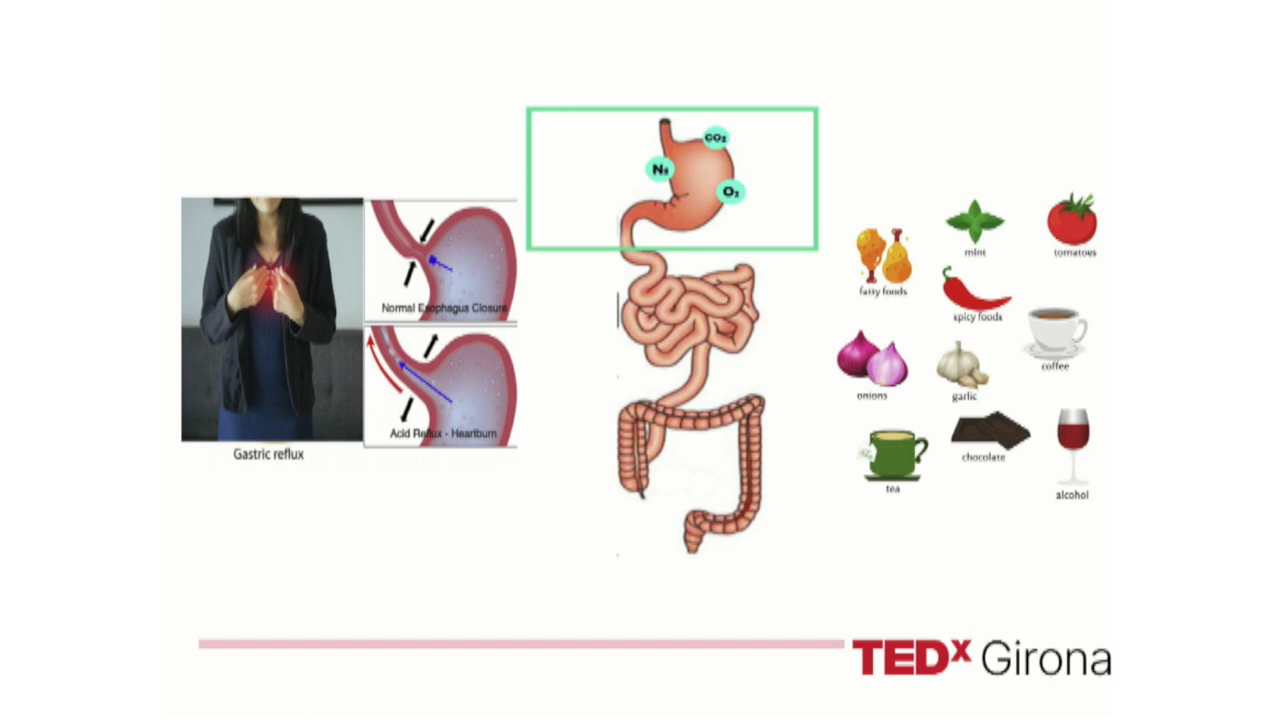 Normal Esophagus Closure
Acid Reflux - Heartburn
Gastric reflux
CO2
N2
O2
mint
tomatoes
fatty foods
spicy foods
coffee
onions
garlic
chocolate
tea
alcohol
TEDx Girona